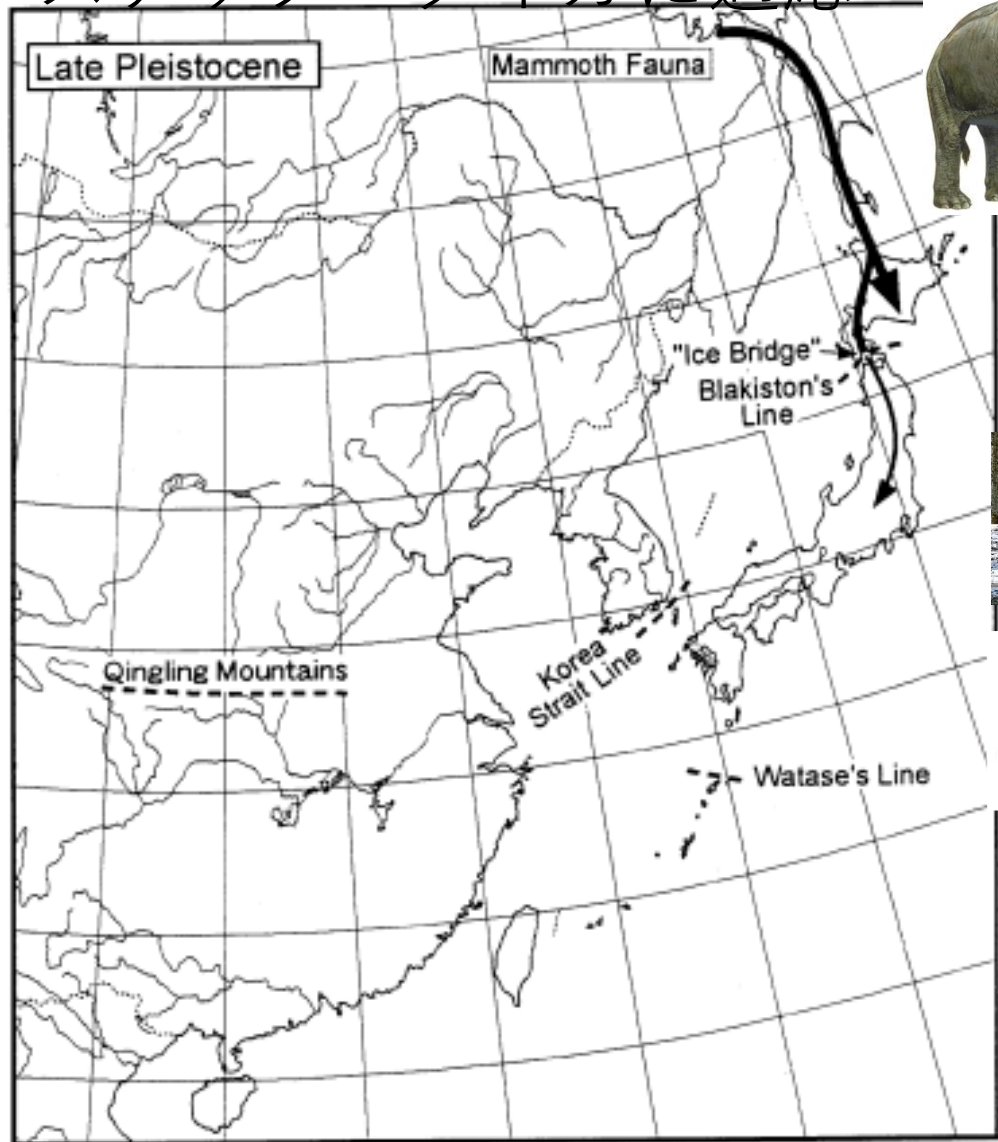 Late Pleistocene
Mammoth Fauna
"Ice Bridge"
Blakiston's
Line
Qingling Mountains
Korea
Strait Line
Watase's Line